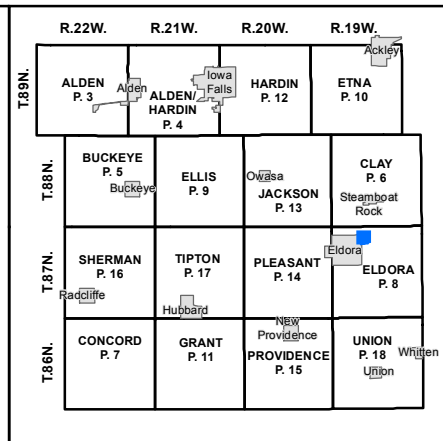 R.22W. R.21W. R.20W. R.19W.
T.89N.
T.88N.
T.87N.
T.86N.
Ackley
ALDEN
P. 3
Alden
ALDEN/
HARDIN
P. 4
Iowa
Falls
HARDIN
P. 12
ETNA
P. 10
BUCKEYE
P. 5
Buckeye
ELLIS
P. 9
Owasa
JACKSON
P. 13
CLAY
P. 6
Steamboat
Rock
SHERMAN
P. 16
Radcliffe
TIPTON
P. 17
Hubbard
PLEASANT
P. 14
Eldora
ELDORA
P. 8
CONCORD
P. 7
GRANT
P. 11
New
Providence
PROVIDENCE
P. 15
UNION
P. 18
Whitten
Union